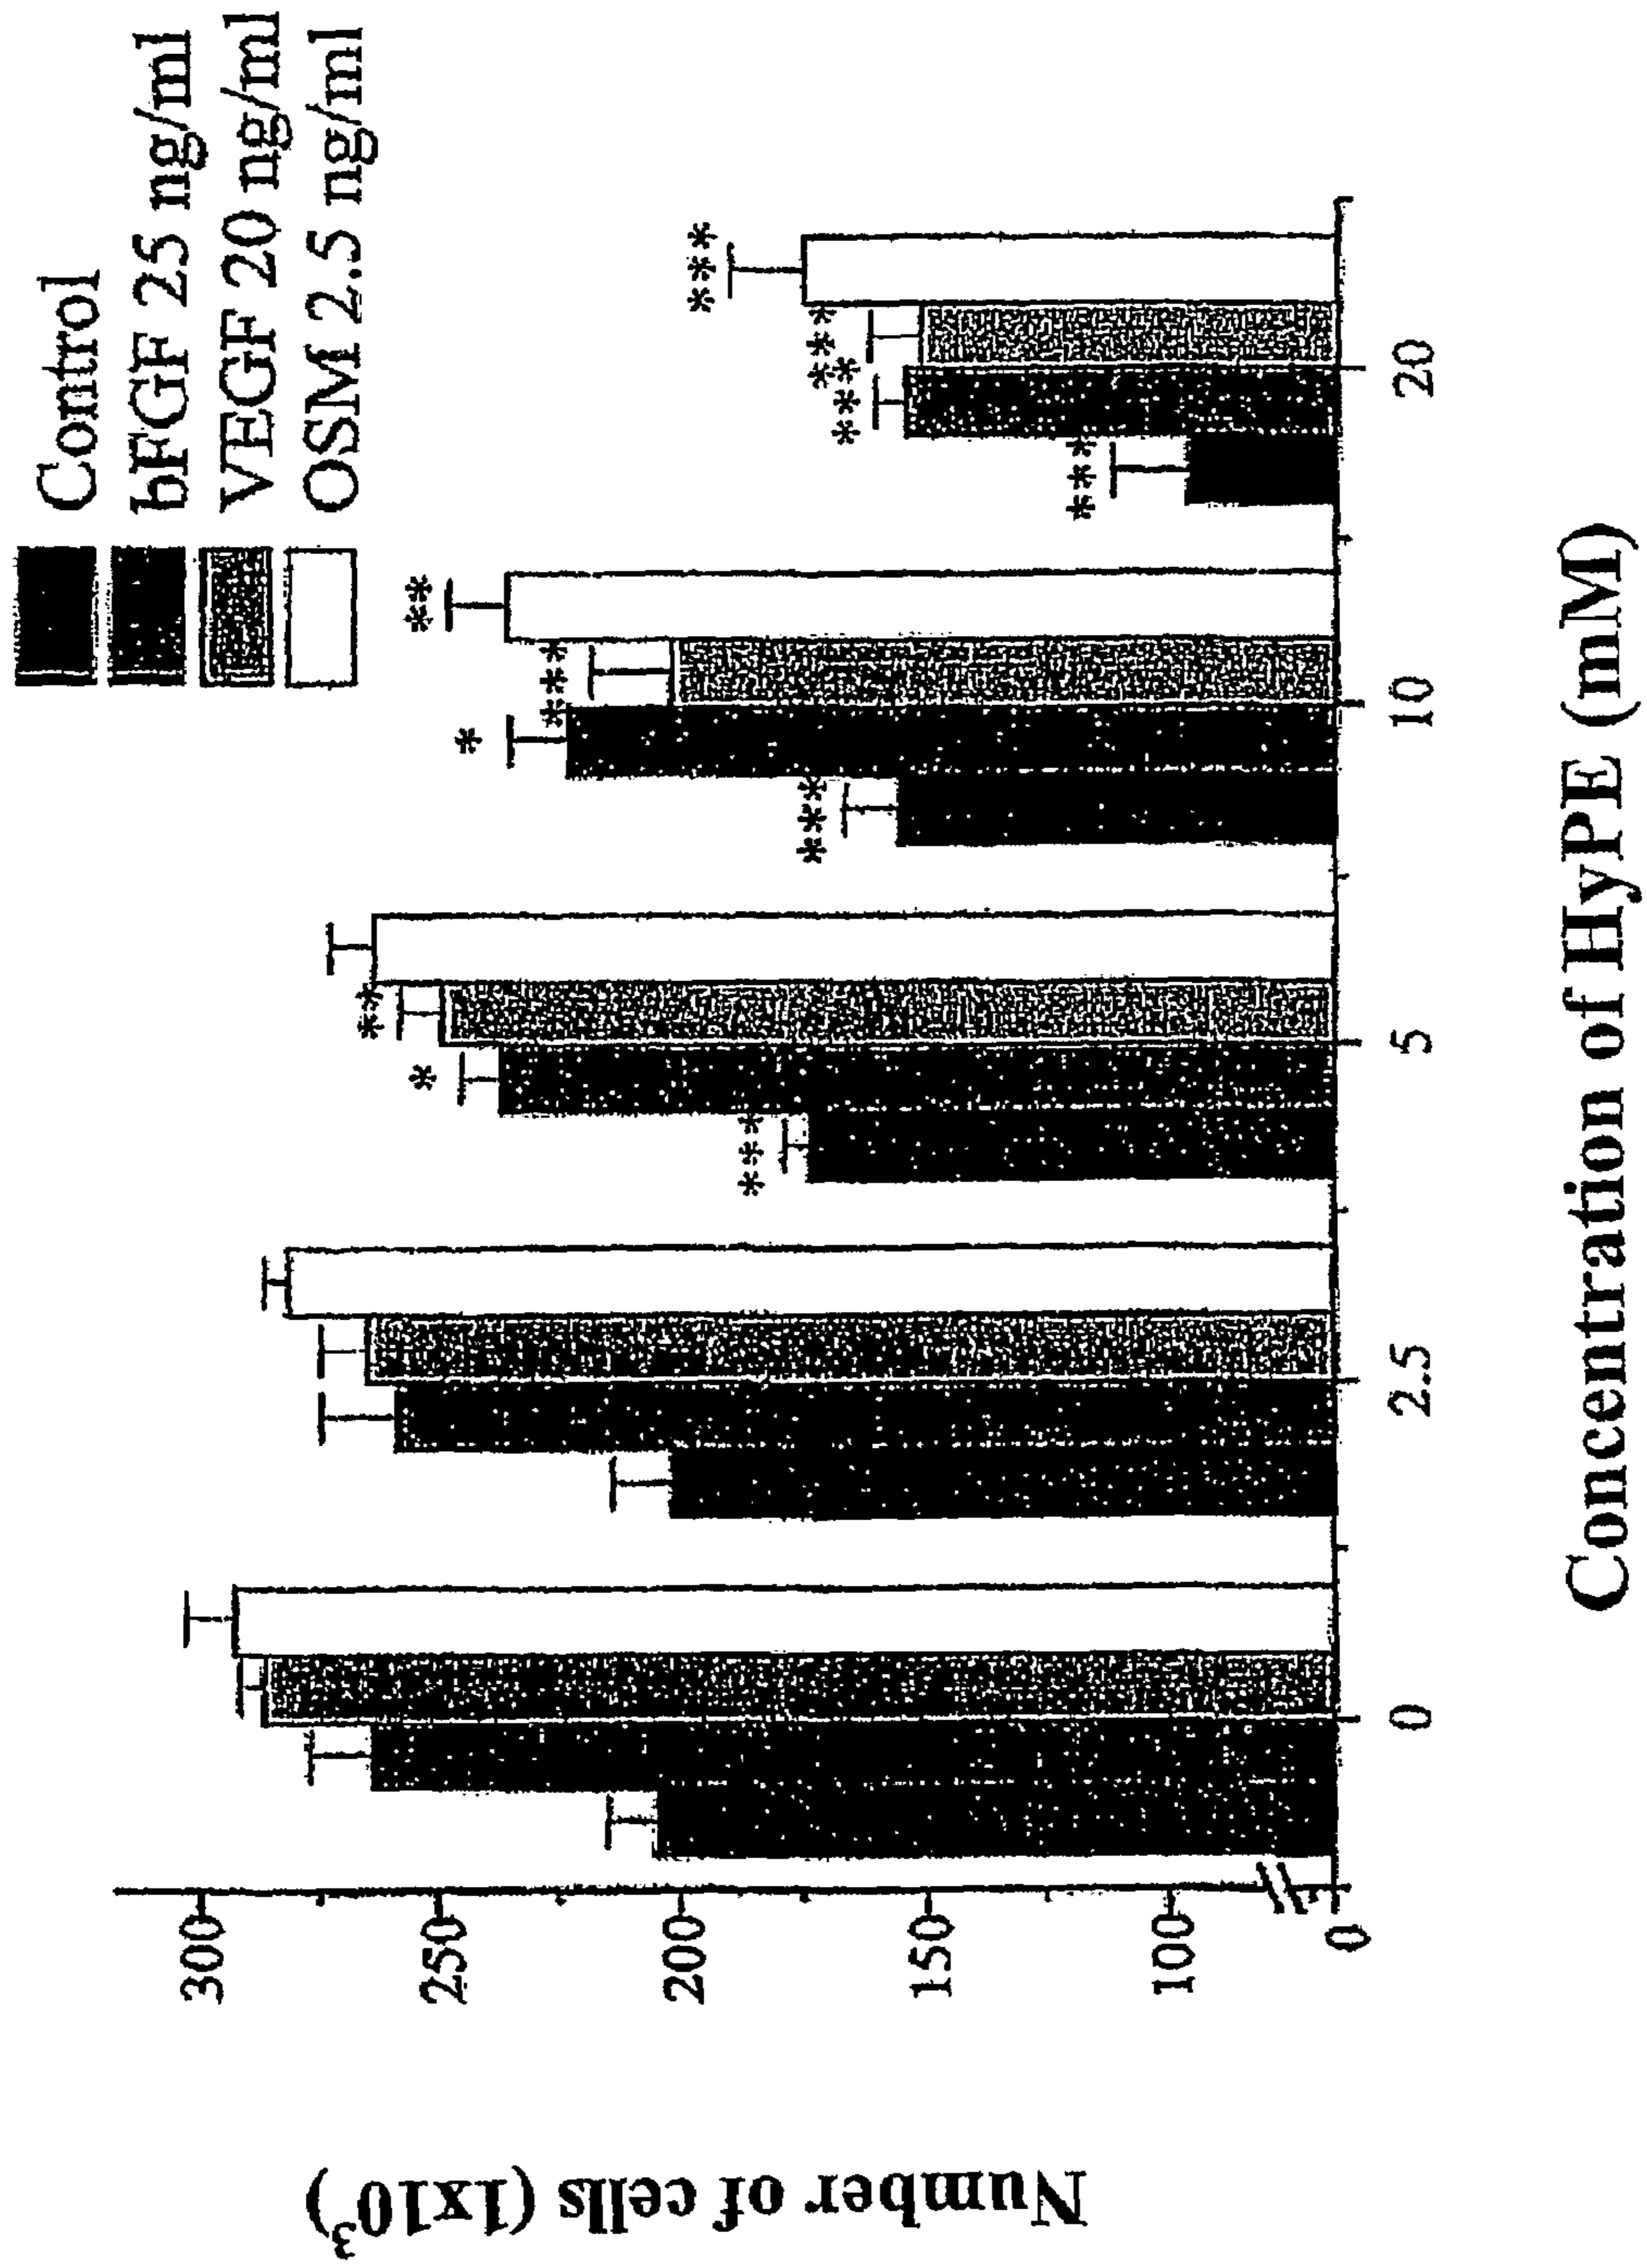 Control
bFGF 25 ng/ml
VEGF 20 ng/ml
OSM 2.5 ng/ml
Number of cells (1x10³)
300
250
200
150
100
0
***
*
**
***
*
***
**
***
***
***
***
0 2.5 5 10 20
Concentration of HyPE (mM)